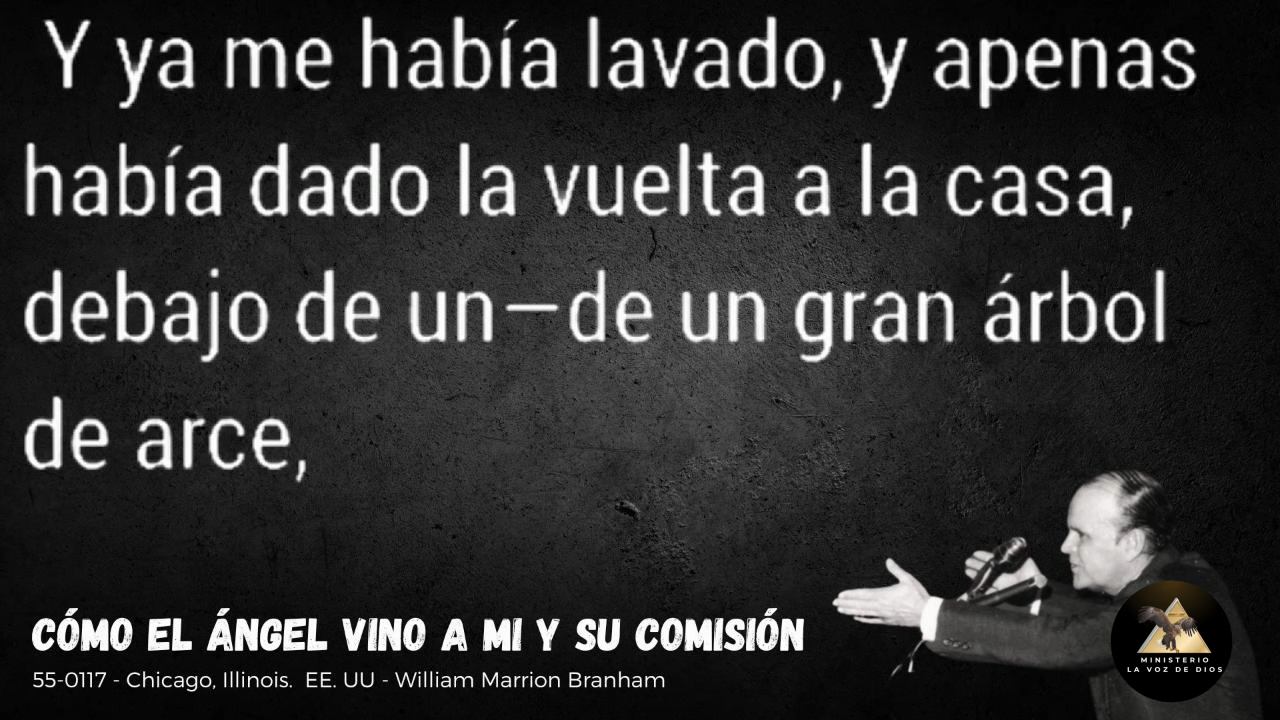 Y ya me había lavado, y apenas
había dado la vuelta a la casa,
debajo de un—de un gran árbol
de arce,
CÓMO EL ÁNGEL VINO A MI Y SU COMISIÓN
55-0117 - Chicago, Illinois. EE. UU - William Marrion Branham
MINISTERIO
LA VOZ DE DIOS